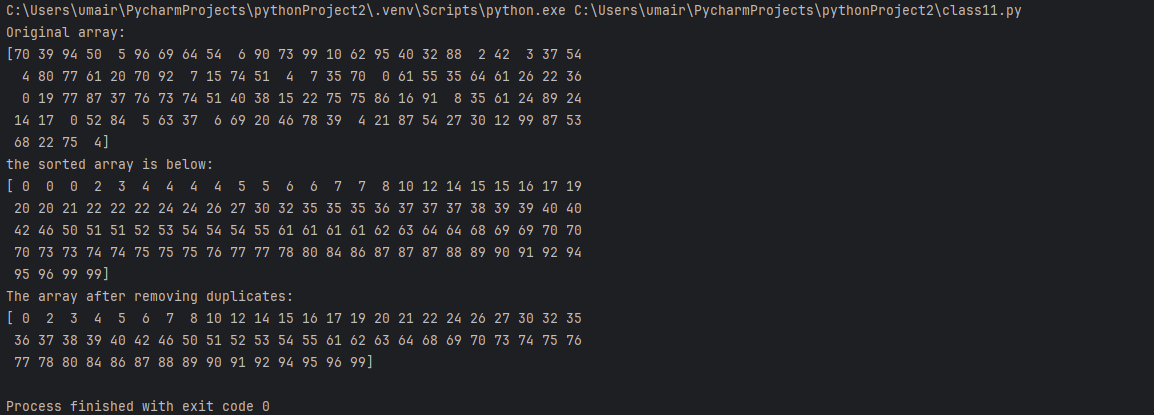 C:\Users\umair\PycharmProjects\pythonProject2\.venv\Scripts\python.exe C:\Users\umair\PycharmProjects\pythonProject2\class11.py
Original array:
[70 39 94 50  5 96 69 64 54  6 90 73 99 10 62 95 40 32 88  2 42  3 37 54
  4 80 77 61 20 70 92  7 15 74 51  4  7 35 70  0 61 55 35 64 61 26 22 36
  0 19 77 87 37 76 73 74 51 40 38 15 22 75 75 86 16 91  8 35 61 24 89 24
 14 17  0 52 84  5 63 37  6 69 20 46 78 39  4 21 87 54 27 30 12 99 87 53
 68 22 75  4]
the sorted array is below:
[ 0  0  0  2  3  4  4  4  4  5  5  6  6  7  7  8 10 12 14 15 15 16 17 19
 20 20 21 22 22 22 24 24 26 27 30 32 35 35 35 36 37 37 37 38 39 39 40 40
 42 46 50 51 51 52 53 54 54 54 55 61 61 61 61 62 63 64 64 68 69 69 70 70
 70 73 73 74 74 75 75 75 76 77 77 78 80 84 86 87 87 87 88 89 90 91 92 94
 95 96 99 99]
The array after removing duplicates:
[ 0  2  3  4  5  6  7  8 10 12 14 15 16 17 19 20 21 22 24 26 27 30 32 35
 36 37 38 39 40 42 46 50 51 52 53 54 55 61 62 63 64 68 69 70 73 74 75 76
 77 78 80 84 86 87 88 89 90 91 92 94 95 96 99]
Process finished with exit code 0